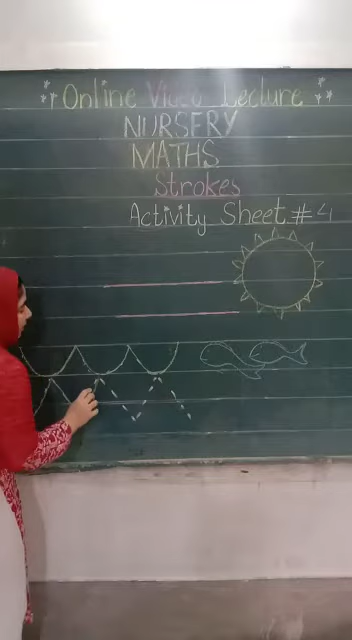 Online Video Lecture
NURSERY
MATHS
Strokes
Activity Sheet # 4